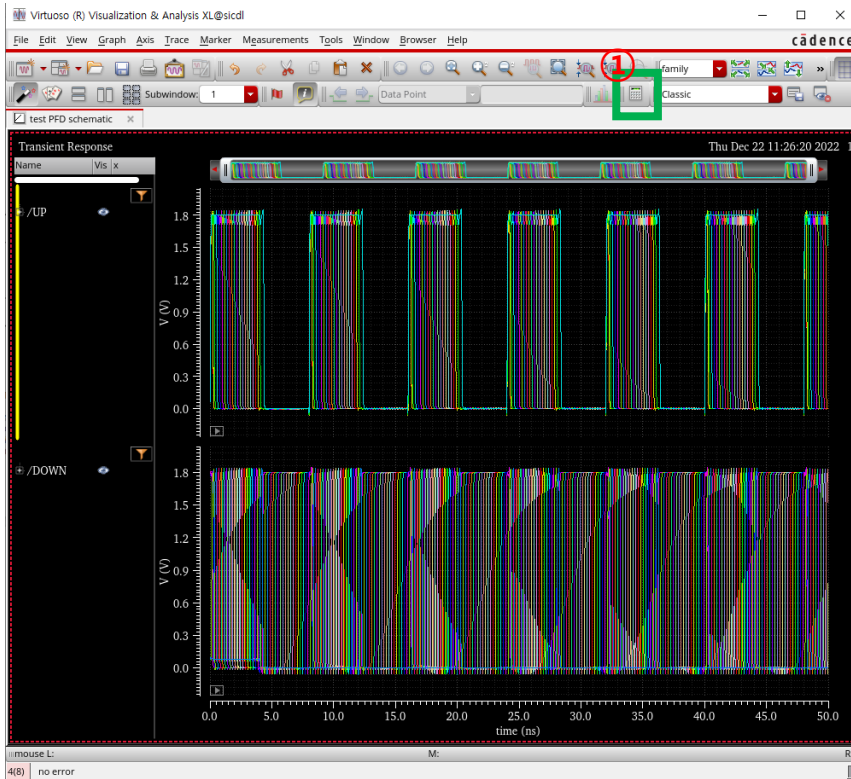 Virtuoso (R) Visualization & Analysis XL@sicdl
File Edit View Graph Axis Trace Marker Measurements Tools Window Browser Help
cādence
1
family
»
Subwindow: 1
Data Point
Classic
test PFD schematic
Transient Response
Thu Dec 22 11:26:20 2022 1
Name Vis x
/UP
1.8
1.5
1.2
0.9
0.6
0.3
0.0
V (V)
/DOWN
1.8
1.5
1.2
0.9
0.6
0.3
0.0
V (V)
0.0 5.0 10.0 15.0 20.0 25.0 30.0 35.0 40.0 45.0 50.0
time (ns)
mouse L: M: R
4(8) no error